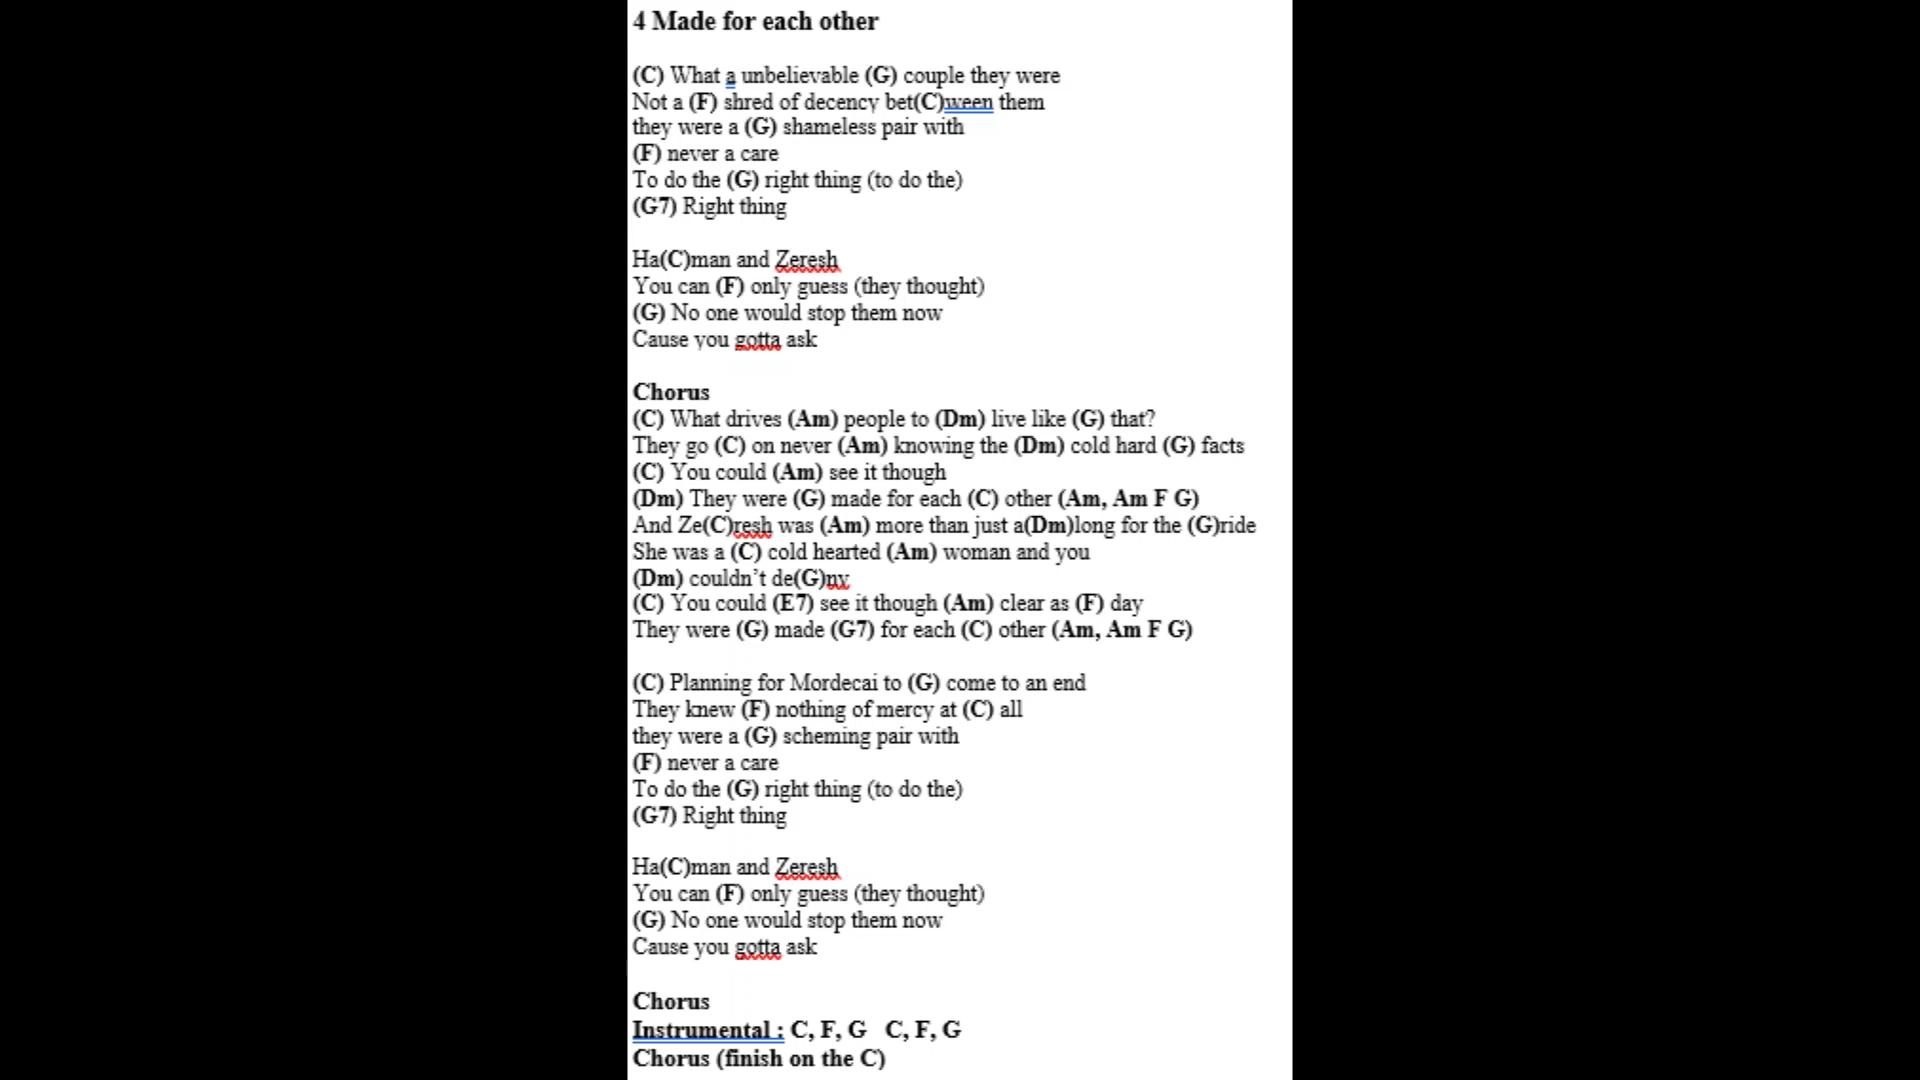 4 Made for each other
(C) What a unbelievable (G) couple they were
Not a (F) shred of decency bet(C)ween them
they were a (G) shameless pair with
(F) never a care
To do the (G) right thing (to do the)
(G7) Right thing
Ha(C)man and Zeresh
You can (F) only guess (they thought)
(G) No one would stop them now
Cause you gotta ask
Chorus
(C) What drives (Am) people to (Dm) live like (G) that?
They go (C) on never (Am) knowing the (Dm) cold hard (G) facts
(C) You could (Am) see it though
(Dm) They were (G) made for each (C) other (Am, Am F G)
And Ze(C)resh was (Am) more than just a(Dm)long for the (G)ride
She was a (C) cold hearted (Am) woman and you
(Dm) couldn’t de(G)ny
(C) You could (E7) see it though (Am) clear as (F) day
They were (G) made (G7) for each (C) other (Am, Am F G)
(C) Planning for Mordecai to (G) come to an end
They knew (F) nothing of mercy at (C) all
they were a (G) scheming pair with
(F) never a care
To do the (G) right thing (to do the)
(G7) Right thing
Ha(C)man and Zeresh
You can (F) only guess (they thought)
(G) No one would stop them now
Cause you gotta ask
Chorus
Instrumental : C, F, G   C, F, G
Chorus (finish on the C)